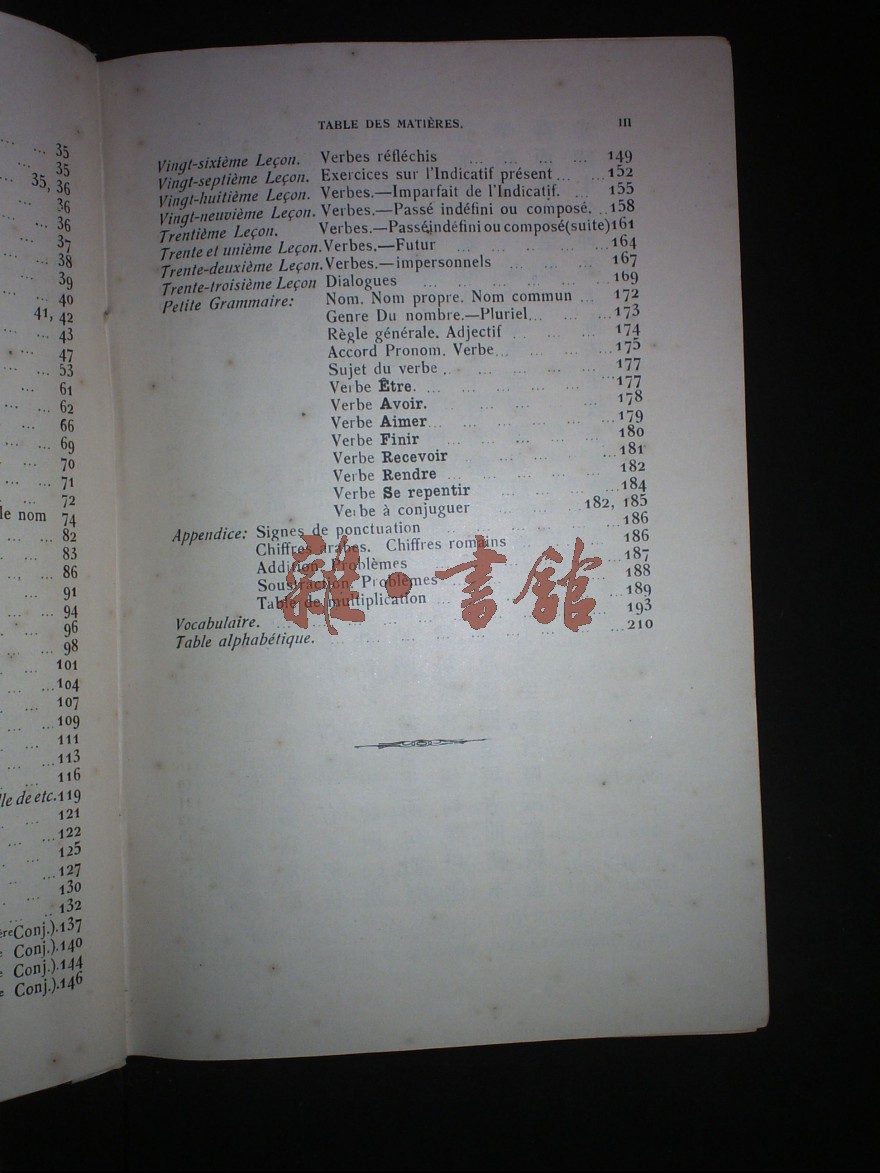 35
35
35, 36
36
36
37
38
39
40
41, 42
43
47
53
61
62
66
69
70
71
72
le nom 74
82
83
86
91
94
96
98
101
104
107
109
111
113
116
lle de etc.119
121
122
125
127
130
132
ère Conj.).137
e Conj.).140
e Conj.).144
e Conj.).146
TABLE DES MATIÈRES. III
Vingt-sixième Leçon. Verbes réfléchis ... ... ... ... 149
Vingt-septième Leçon. Exercices sur l'Indicatif présent ... ... 152
Vingt-huitième Leçon. Verbes.—Imparfait de l'Indicatif. ... 155
Vingt-neuvième Leçon. Verbes.—Passé indéfini ou composé. ..158
Trentième Leçon. Verbes.—Passé indéfini ou composé(suite)161
Trente et unième Leçon. Verbes.—Futur ... ... ... ... 164
Trente-deuxième Leçon. Verbes.—impersonnels ... ... ... 167
Trente-troisième Leçon Dialogues ... ... ... ... ... 169
Petite Grammaire: Nom. Nom propre. Nom commun ... 172
Genre Du nombre.—Pluriel... ... ... 173
Règle générale. Adjectif ... ... ... 174
Accord Pronom. Verbe... ... ... ... 175
Sujet du verbe . ... ... ... ... 177
Verbe Être. ... ... ... ... ... 177
Verbe Avoir. ... ... ... ... 178
Verbe Aimer... ... ... ... ... 179
Verbe Finir ... ... ... ... ... 180
Verbe Recevoir ... ... ... ... 181
Verbe Rendre ... ... ... ... ... 182
Verbe Se repentir ... ... ... ...184
Verbe à conjuguer ... ... ...182, 185
Appendice: Signes de ponctuation ... ... ... ... ... 186
Chiffres arabes. Chiffres romains ... ... ... 186
Addition. Problèmes ... ... ... ... 187
Soustraction. Problèmes ... ... ... ... 188
Table de multiplication ... ... ... ... 189
Vocabulaire. ... ... ... ... ... ... ... ... 193
Table alphabétique. ... ... ... ... ... ... ...210
雜·書館